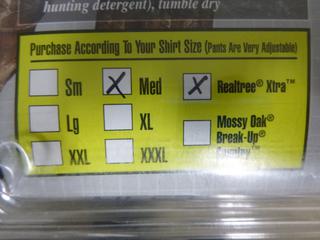 hunting detergent), tumble dry
Purchase According To Your Shirt Size (Pants Are Very Adjustable)
Sm Med Realtree® Xtra™
Lg XL Mossy Oak®
Break-Up®
XXL XXXL Country™